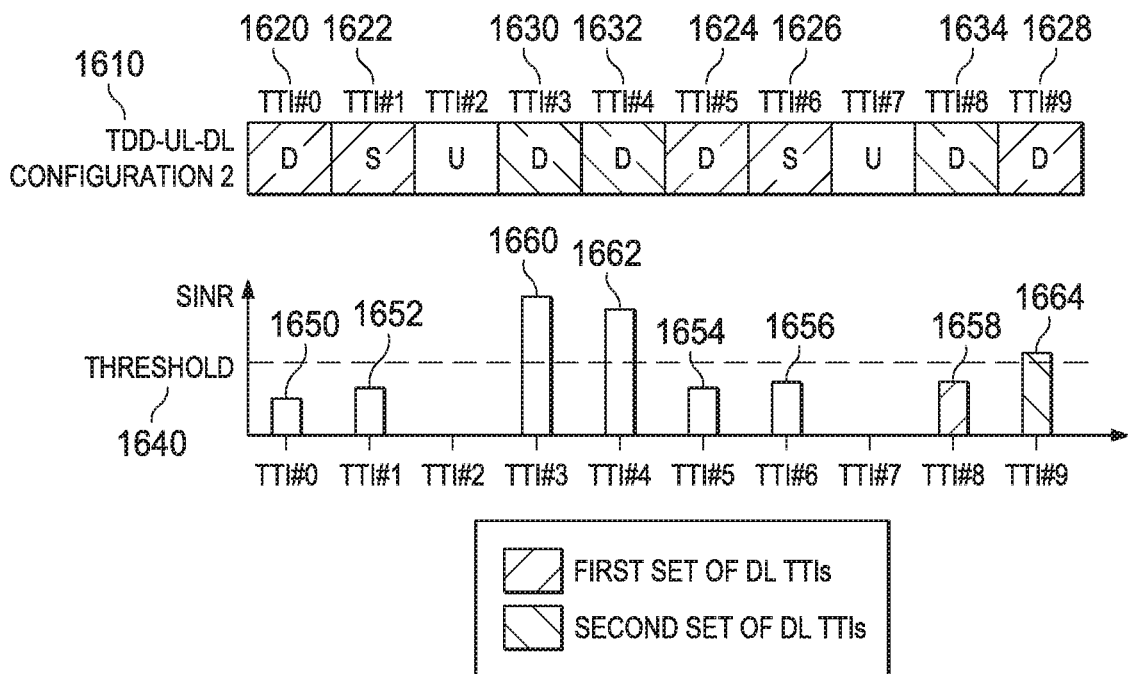 1620 1622 1630 1632 1624 1626 1634 1628
1610
TTI#0 TTI#1 TTI#2 TTI#3 TTI#4 TTI#5 TTI#6 TTI#7 TTI#8 TTI#9
TDD-UL-DL
CONFIGURATION 2
D S U D D D S U D D
1660 1662
SINR
1650 1652 1654 1656 1658 1664
THRESHOLD
1640
TTI#0 TTI#1 TTI#2 TTI#3 TTI#4 TTI#5 TTI#6 TTI#7 TTI#8 TTI#9
FIRST SET OF DL TTIs
SECOND SET OF DL TTIs